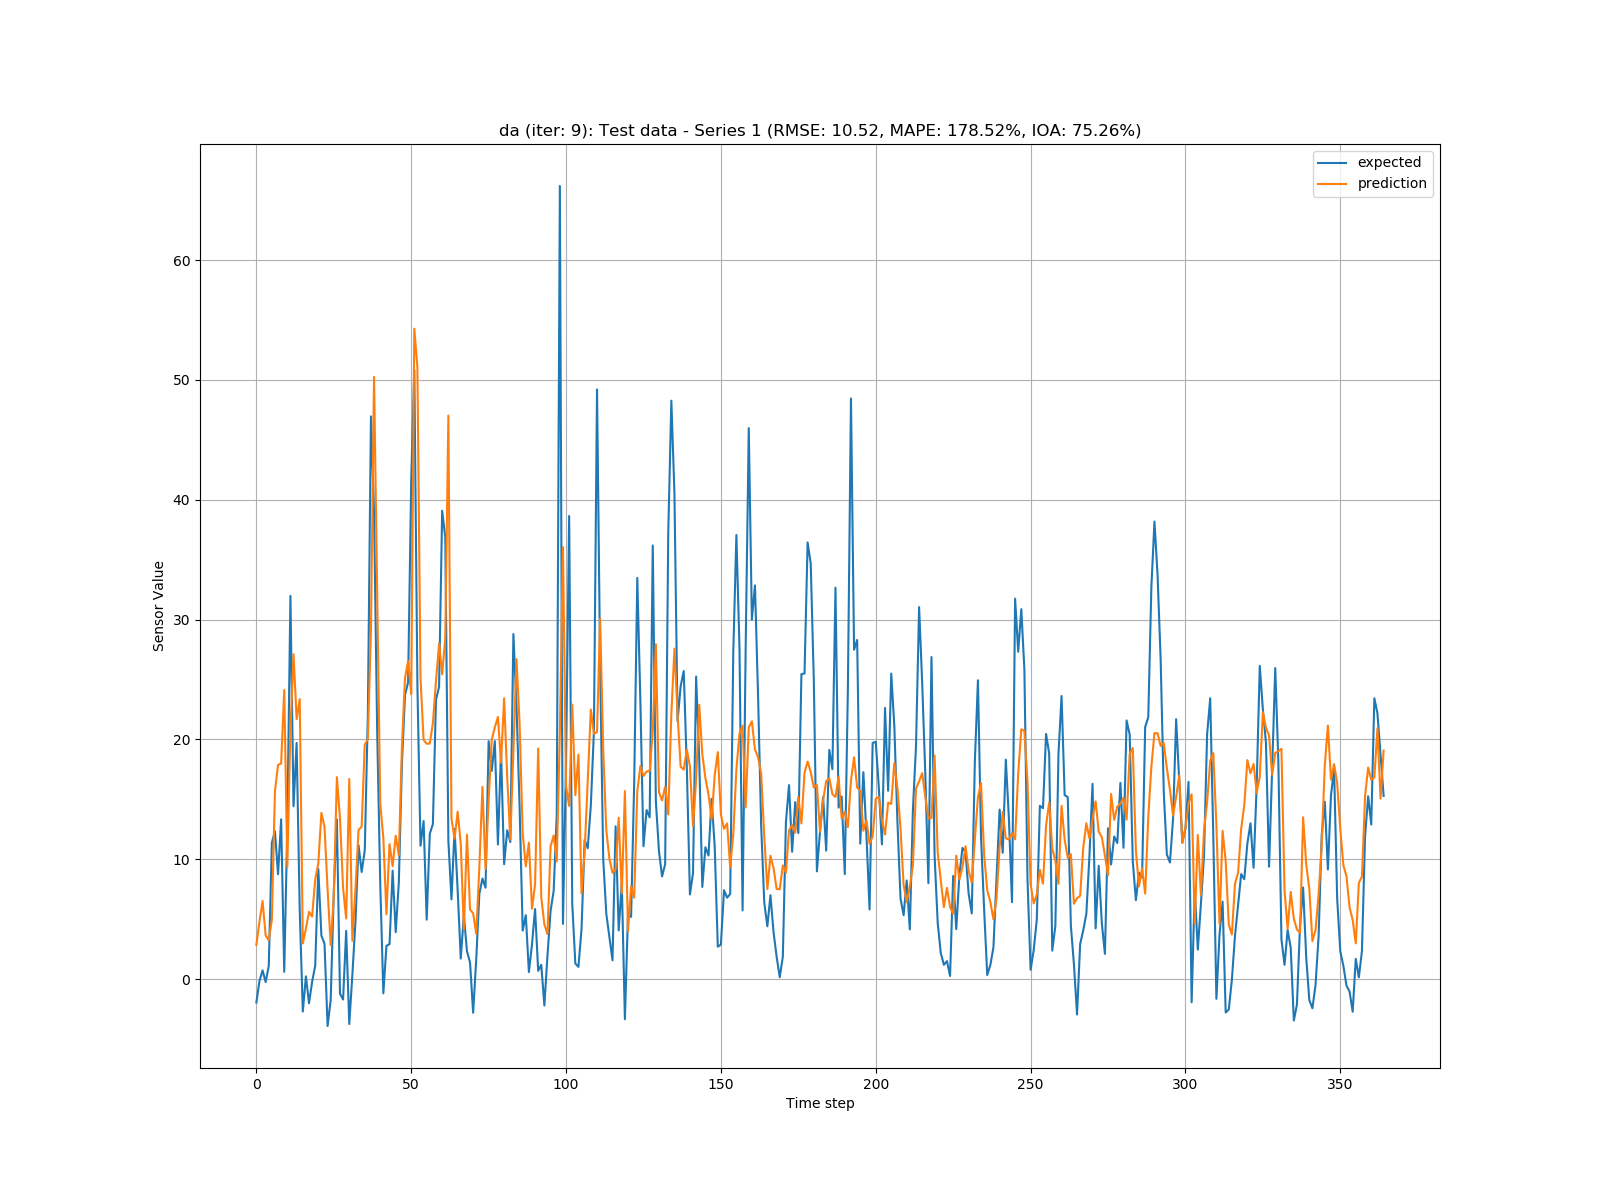 da (iter: 9): Test data - Series 1 (RMSE: 10.52, MAPE: 178.52%, IOA: 75.26%)
expected
prediction
60
50
40
30
20
10
0
Sensor Value
0 50 100 150 200 250 300 350
Time step